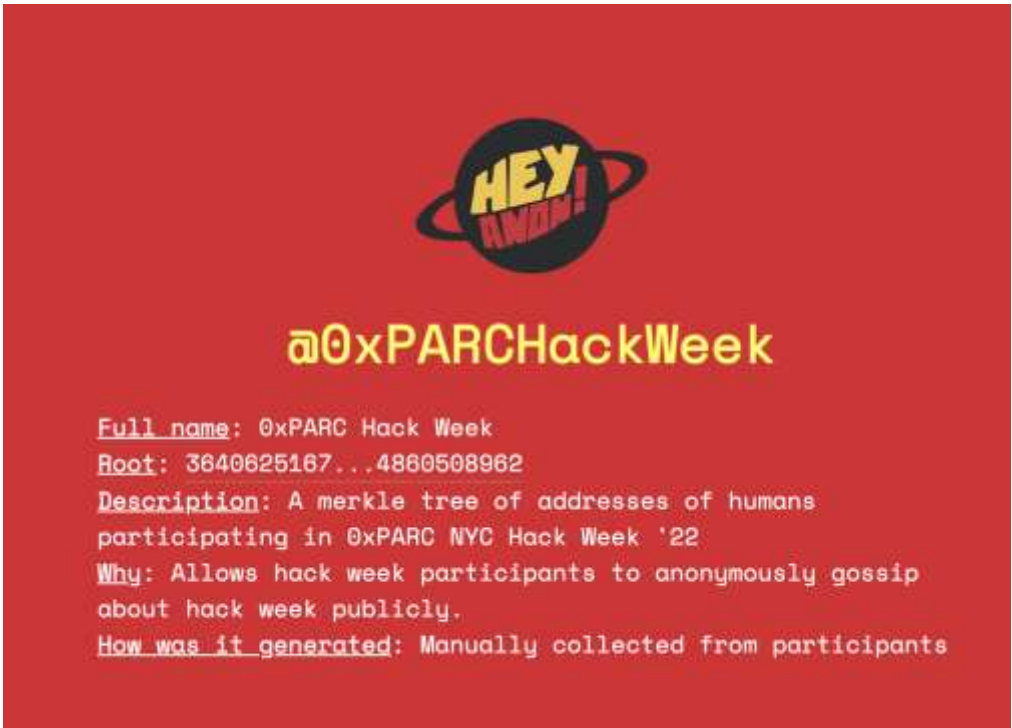 HEY
ANON!
@0xPARCHackWeek
Full name: 0xPARC Hack Week
Root: 3640625167...4860508962
Description: A merkle tree of addresses of humans
participating in 0xPARC NYC Hack Week '22
Why: Allows hack week participants to anonymously gossip
about hack week publicly.
How was it generated: Manually collected from participants